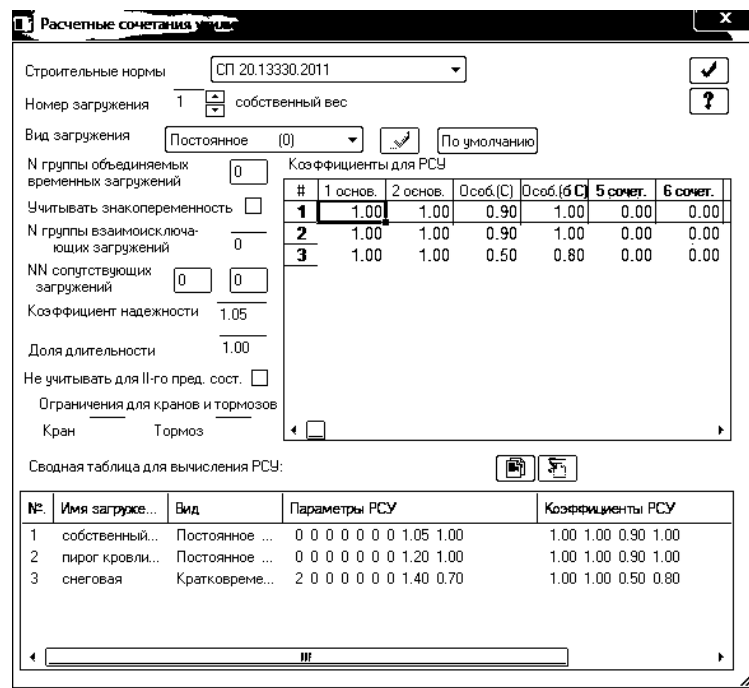 Расчетные сочетания усилий
Строительные нормы СП 20.13330.2011
Номер загружения 1 собственный вес
Вид загружения Постоянное (0) По умолчанию
N группы объединяемых
временных загружений 0
Учитывать знакопеременность
N группы взаимоисключа-
ющих загружений 0
NN сопутствующих
загружений 0 0
Коэффициент надежности 1.05
Доля длительности 1.00
Не учитывать для II-го пред. сост.
Ограничения для кранов и тормозов
Кран Тормоз
Коэффициенты для РСУ
# 1 основ. 2 основ. Особ.(С) Особ.(б С) 5 сочет. 6 сочет.
1 1.00 1.00 0.90 1.00 0.00 0.00
2 1.00 1.00 0.90 1.00 0.00 0.00
3 1.00 1.00 0.50 0.80 0.00 0.00
Сводная таблица для вычисления РСУ:
№. Имя загруже... Вид Параметры РСУ Коэффициенты РСУ
1 собственный... Постоянное ... 0 0 0 0 0 0 0 1.05 1.00 1.00 1.00 0.90 1.00
2 пирог кровли... Постоянное ... 0 0 0 0 0 0 0 1.20 1.00 1.00 1.00 0.90 1.00
3 снеговая Кратковреме... 2 0 0 0 0 0 0 1.40 0.70 1.00 1.00 0.50 0.80